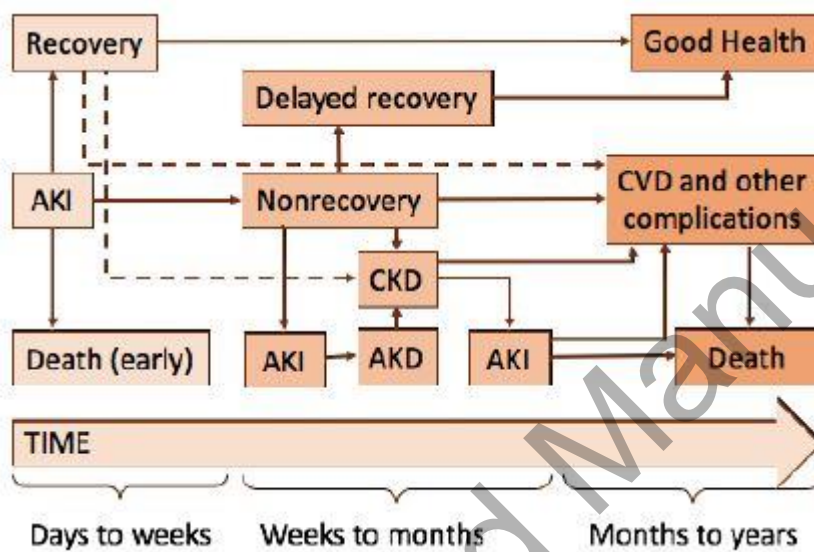 Recovery
Good Health
Delayed recovery
AKI
Nonrecovery
CVD and other
complications
CKD
Death (early)
AKI
AKD
AKI
Death
TIME
Days to weeks
Weeks to months
Months to years
d Manu